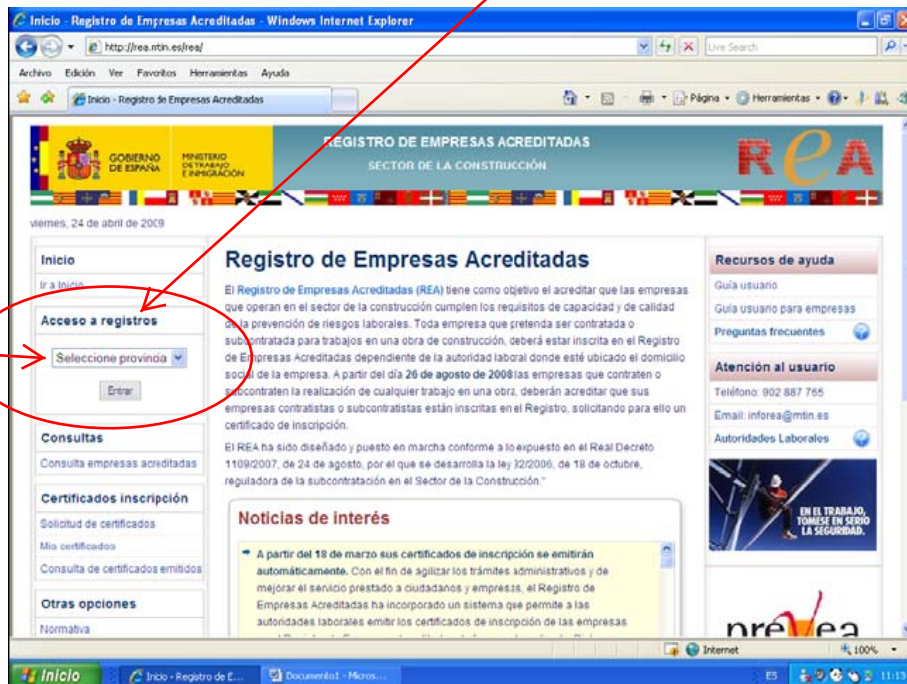 Inicio - Registro de Empresas Acreditadas - Windows Internet Explorer
http://rea.mtin.es/rea/
Live Search
Archivo Edición Ver Favoritos Herramientas Ayuda
Inicio - Registro de Empresas Acreditadas
Página Herramientas
GOBIERNO DE ESPAÑA
MINISTERIO DE TRABAJO E INMIGRACIÓN
REGISTRO DE EMPRESAS ACREDITADAS
SECTOR DE LA CONSTRUCCIÓN
REA
viernes, 24 de abril de 2009
Inicio
Ir a Inicio
Acceso a registros
Seleccione provincia
Entrar
Consultas
Consulta empresas acreditadas
Certificados inscripción
Solicitud de certificados
Mis certificados
Consulta de certificados emitidos
Otras opciones
Normativa
Registro de Empresas Acreditadas
El Registro de Empresas Acreditadas (REA) tiene como objetivo el acreditar que las empresas
que operan en el sector de la construcción cumplen los requisitos de capacidad y de calidad
de la prevención de riesgos laborales. Toda empresa que pretenda ser contratada o
subcontratada para trabajos en una obra de construcción, deberá estar inscrita en el Registro
de Empresas Acreditadas dependiente de la autoridad laboral donde esté ubicado el domicilio
social de la empresa. A partir del día 26 de agosto de 2008 las empresas que contraten o
subcontraten la realización de cualquier trabajo en una obra, deberán acreditar que sus
empresas contratistas o subcontratistas están inscritas en el Registro, solicitando para ello un
certificado de inscripción.
El REA ha sido diseñado y puesto en marcha conforme a lo expuesto en el Real Decreto
1109/2007, de 24 de agosto, por el que se desarrolla la ley 32/2006, de 18 de octubre,
reguladora de la subcontratación en el Sector de la Construcción."
Noticias de interés
A partir del 18 de marzo sus certificados de inscripción se emitirán
automáticamente. Con el fin de agilizar los trámites administrativos y de
mejorar el servicio prestado a ciudadanos y empresas, el Registro de
Empresas Acreditadas ha incorporado un sistema que permite a las
autoridades laborales emitir los certificados de inscripción de las empresas
Recursos de ayuda
Guía usuario
Guía usuario para empresas
Preguntas frecuentes
Atención al usuario
Teléfono: 902 887 765
Email: inforea@mtin.es
Autoridades Laborales
EN EL TRABAJO,
TÓMESE EN SERIO
LA SEGURIDAD.
prevea
Internet
100%
Inicio
Inicio - Registro de E...
Documento1 - Micros...
ES
11:13